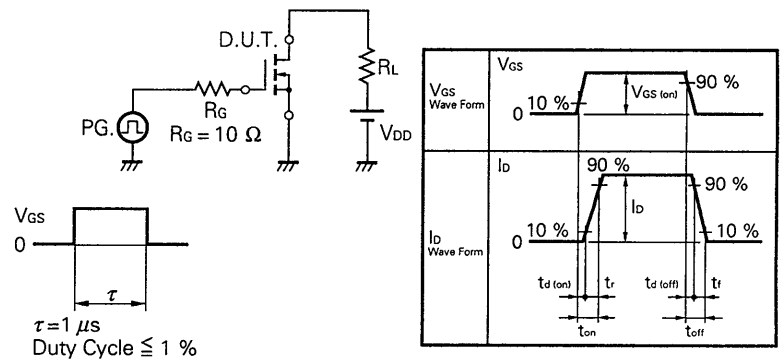 D.U.T.
RL
RG
PG.
RG = 10 Ω
VDD
VGS
0
τ
τ = 1 μs
Duty Cycle ≦ 1 %
VGS
Wave Form
VGS
90 %
VGS (on)
10 %
0
ID
Wave Form
ID
90 %
90 %
ID
10 %
10 %
0
td (on)
tr
td (off)
tf
ton
toff